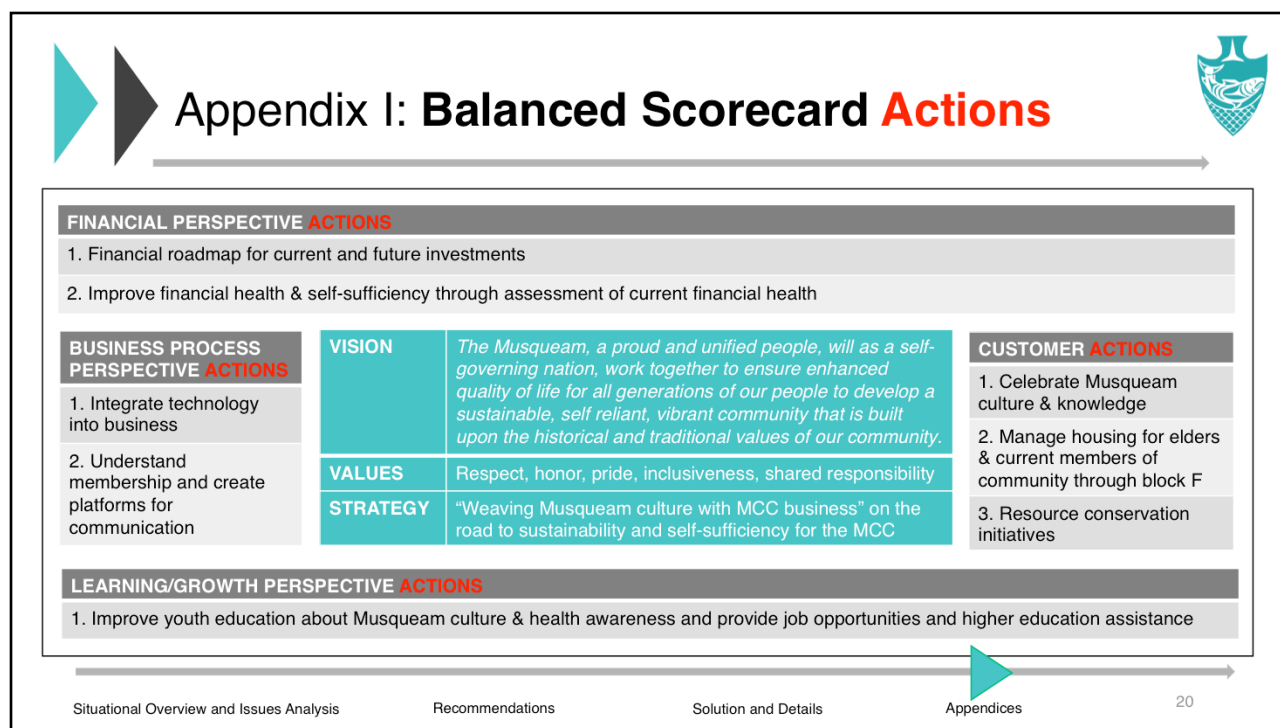 Appendix I: Balanced Scorecard Actions
FINANCIAL PERSPECTIVE ACTIONS
1. Financial roadmap for current and future investments
2. Improve financial health & self-sufficiency through assessment of current financial health
BUSINESS PROCESS
PERSPECTIVE ACTIONS
1. Integrate technology
into business
2. Understand
membership and create
platforms for
communication
VISION
The Musqueam, a proud and unified people, will as a self-
governing nation, work together to ensure enhanced
quality of life for all generations of our people to develop a
sustainable, self reliant, vibrant community that is built
upon the historical and traditional values of our community.
VALUES
Respect, honor, pride, inclusiveness, shared responsibility
STRATEGY
“Weaving Musqueam culture with MCC business” on the
road to sustainability and self-sufficiency for the MCC
CUSTOMER ACTIONS
1. Celebrate Musqueam
culture & knowledge
2. Manage housing for elders
& current members of
community through block F
3. Resource conservation
initiatives
LEARNING/GROWTH PERSPECTIVE ACTIONS
1. Improve youth education about Musqueam culture & health awareness and provide job opportunities and higher education assistance
Situational Overview and Issues Analysis
Recommendations
Solution and Details
Appendices
20